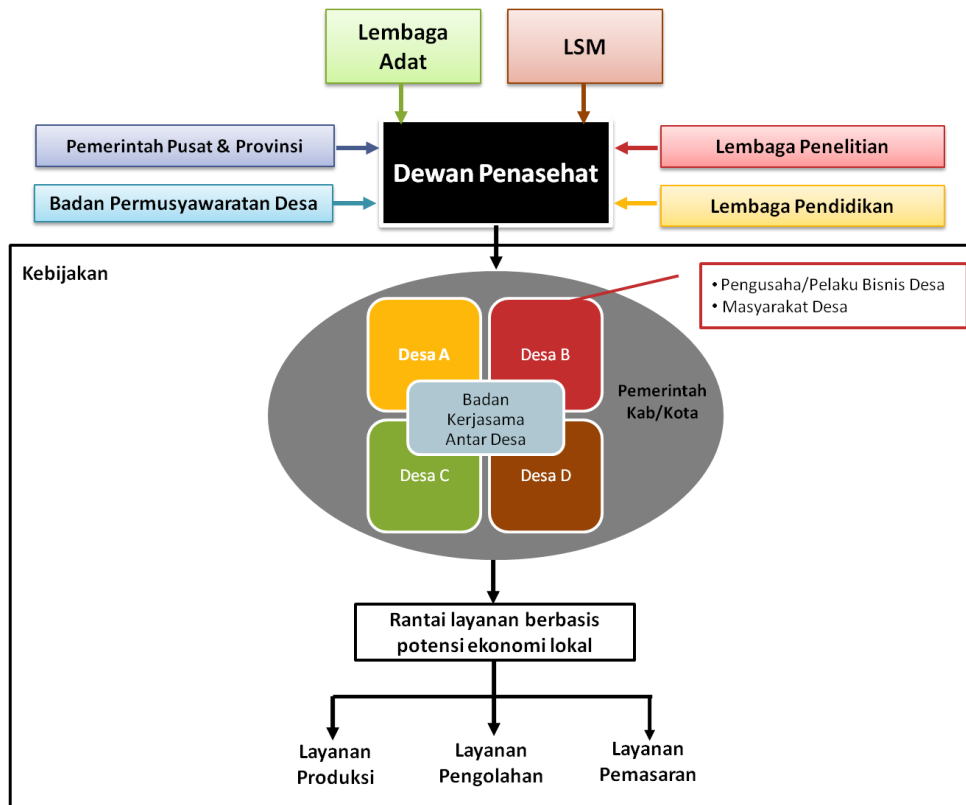 Lembaga
Adat
LSM
Pemerintah Pusat & Provinsi
Badan Permusyawaratan Desa
Dewan Penasehat
Lembaga Penelitian
Lembaga Pendidikan
Kebijakan
• Pengusaha/Pelaku Bisnis Desa
• Masyarakat Desa
Desa A
Desa B
Badan
Kerjasama
Antar Desa
Pemerintah
Kab/Kota
Desa C
Desa D
Rantai layanan berbasis
potensi ekonomi lokal
Layanan
Produksi
Layanan
Pengolahan
Layanan
Pemasaran